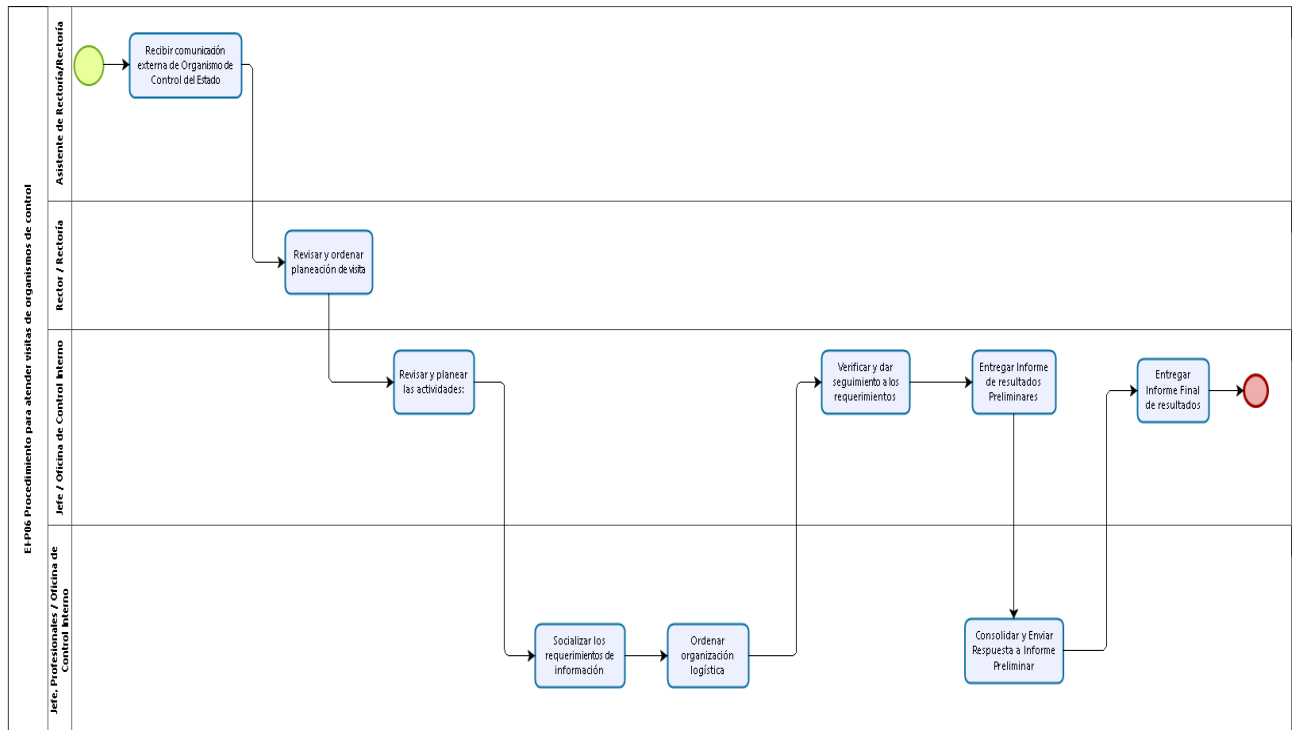 EI-P06 Procedimiento para atender visitas de organismos de control
Asistente de Rectoría/Rectoría
Recibir comunicación
externa de Organismo de
Control del Estado
Rector / Rectoría
Revisar y ordenar
planeación de visita
Jefe / Oficina de Control Interno
Revisar y planear
las actividades:
Verificar y dar
seguimiento a los
requerimientos
Entregar Informe
de resultados
Preliminares
Entregar
Informe Final
de resultados
Jefe, Profesionales / Oficina de
Control Interno
Socializar los
requerimientos de
información
Ordenar
organización
logística
Consolidar y Enviar
Respuesta a Informe
Preliminar